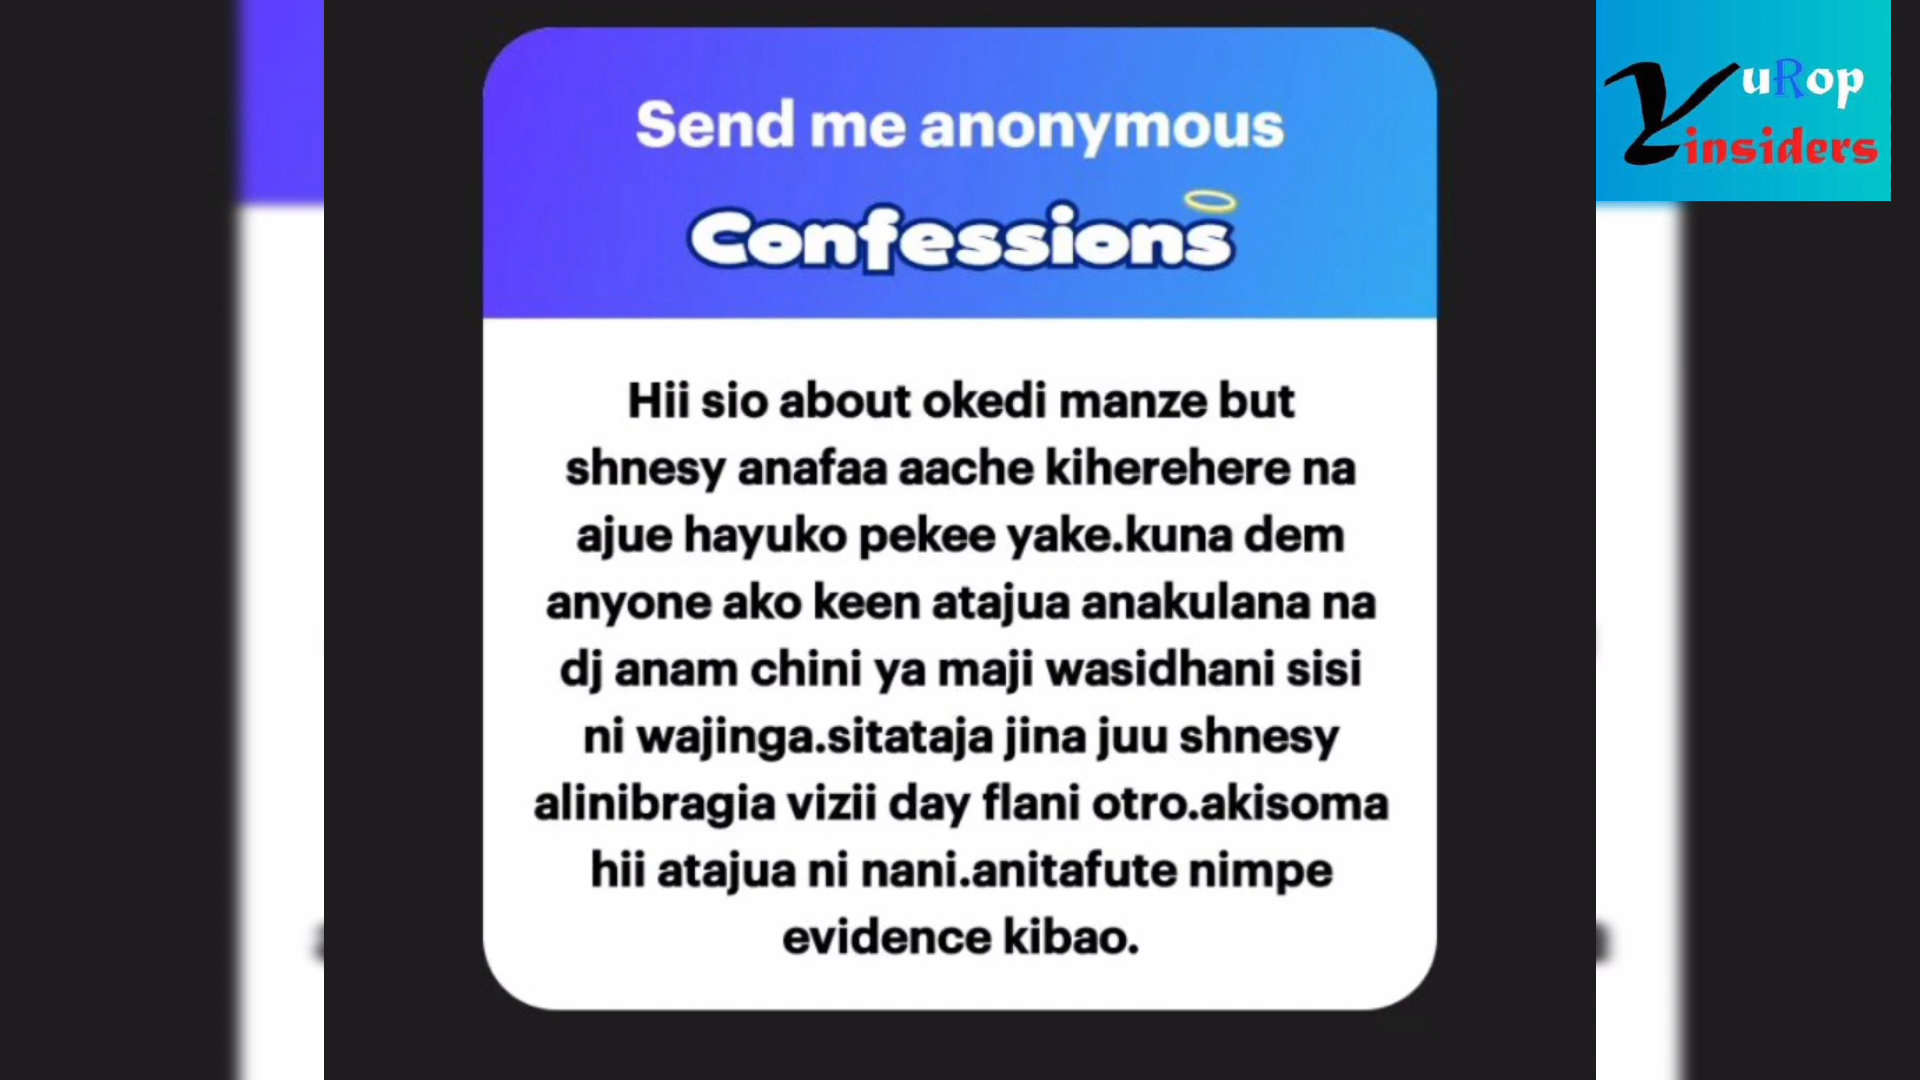 Send me anonymous
Confessions
Hii sio about okedi manze but
shnesy anafaa aache kiherehere na
ajue hayuko pekee yake.kuna dem
anyone ako keen atajua anakulana na
dj anam chini ya maji wasidhani sisi
ni wajinga.sitataja jina juu shnesy
alinibragia vizii day flani otro.akisoma
hii atajua ni nani.anitafute nimpe
evidence kibao.
YuRop
insiders